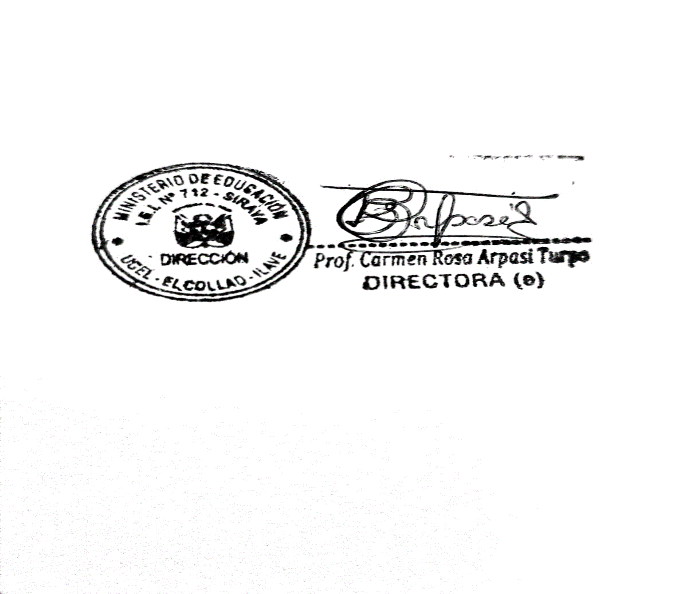 MINISTERIO DE EDUCACIÓN
I.E.I. Nº 712 - SIRAYA
DIRECCIÓN
UGEL - EL COLLAO - ILAVE
Prof. Carmen Rosa Arpasi Turpo
DIRECTORA (e)